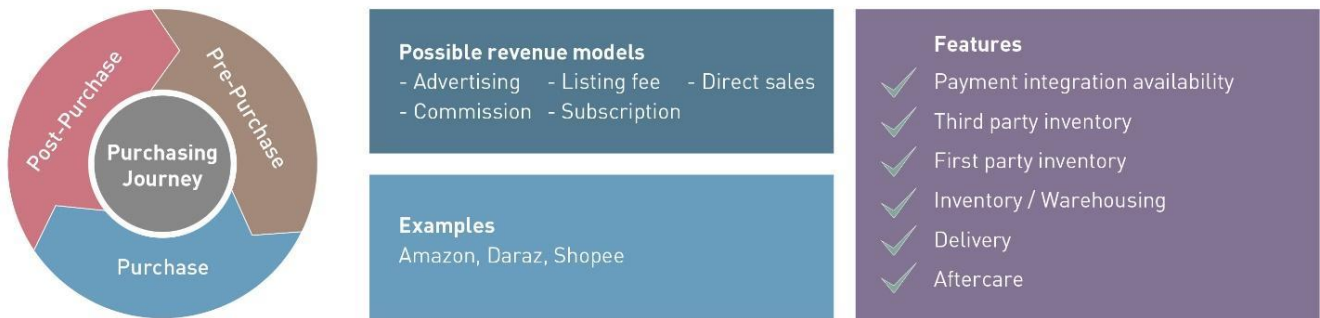 Post-Purchase
Pre-Purchase
Purchasing
Journey
Purchase
Possible revenue models
- Advertising - Listing fee - Direct sales
- Commission - Subscription
Examples
Amazon, Daraz, Shopee
Features
Payment integration availability
Third party inventory
First party inventory
Inventory / Warehousing
Delivery
Aftercare